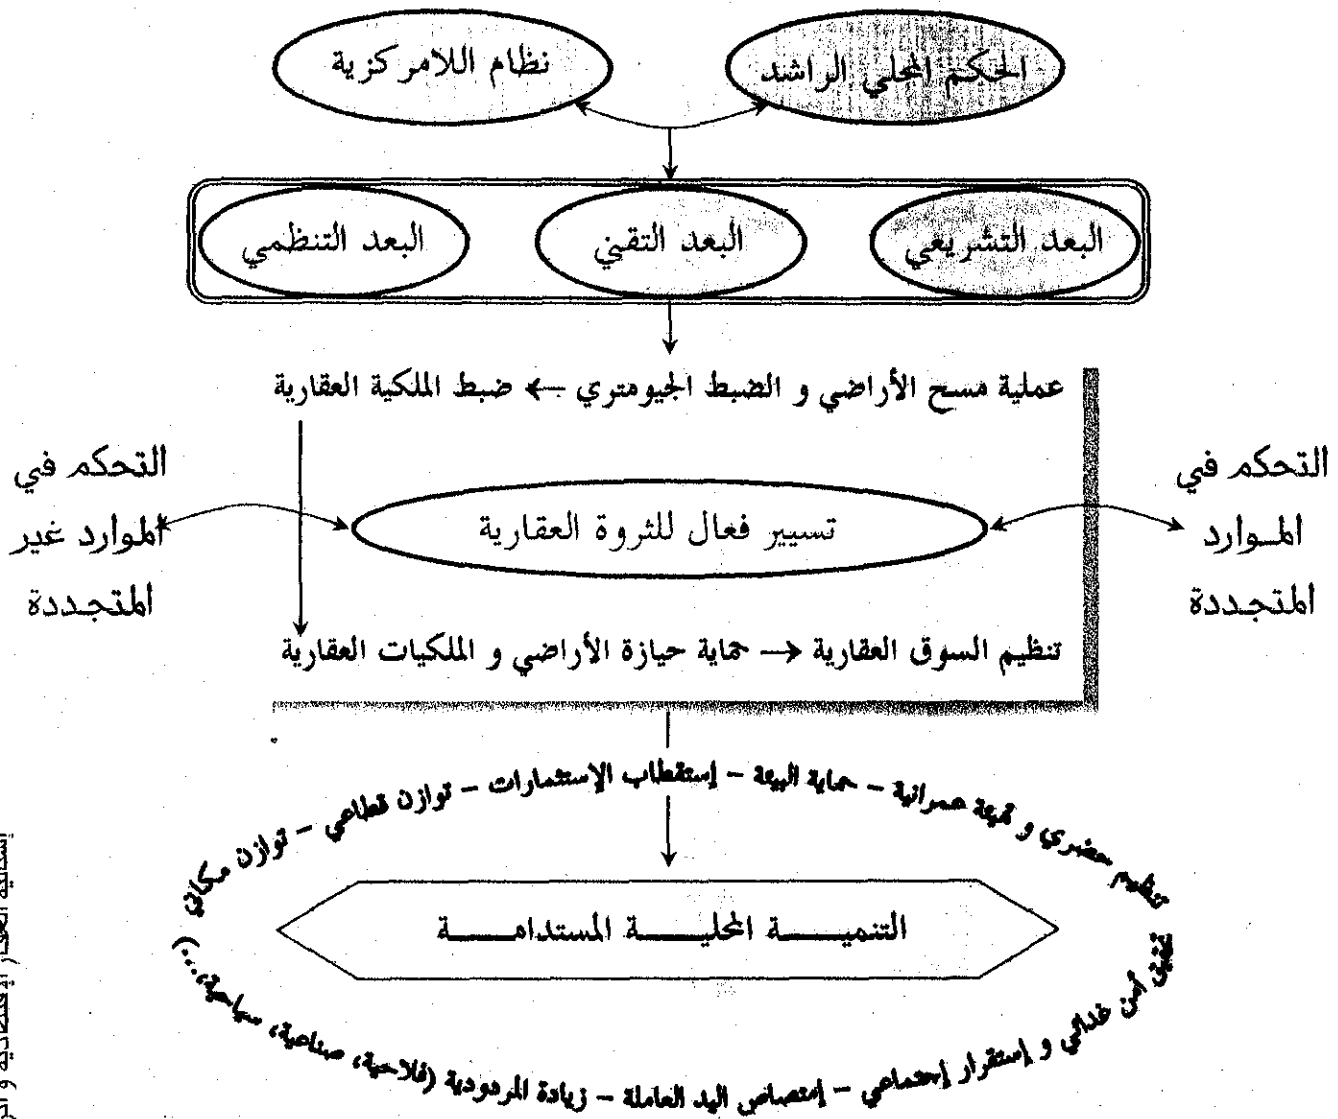 الحكم المحلي الراشد
نظام اللامركزية
البعد التشريعي
البعد التقني
البعد التنظمي
عملية مسح الأراضي و الضبط الجيومتري ← ضبط الملكية العقارية
التحكم في
الموارد
المتجددة
تسيير فعال للثروة العقارية
التحكم في
الموارد غير
المتجددة
تنظيم السوق العقارية → حماية حيازة الأراضي و الملكيات العقارية
تنظيم حضري و تهيئة عمرانية – حماية البيئة – إستقطاب الإستثمارات – توازن قطاعي – توازن مكاني
التنميـــــة المحليـــــة المستدامـــــة
تحقيق أمن غذائي و إستقرار إجتماعي – إمتصاص اليد العاملة – زيادة المردودية (فلاحية، صناعية، سياحية،...)